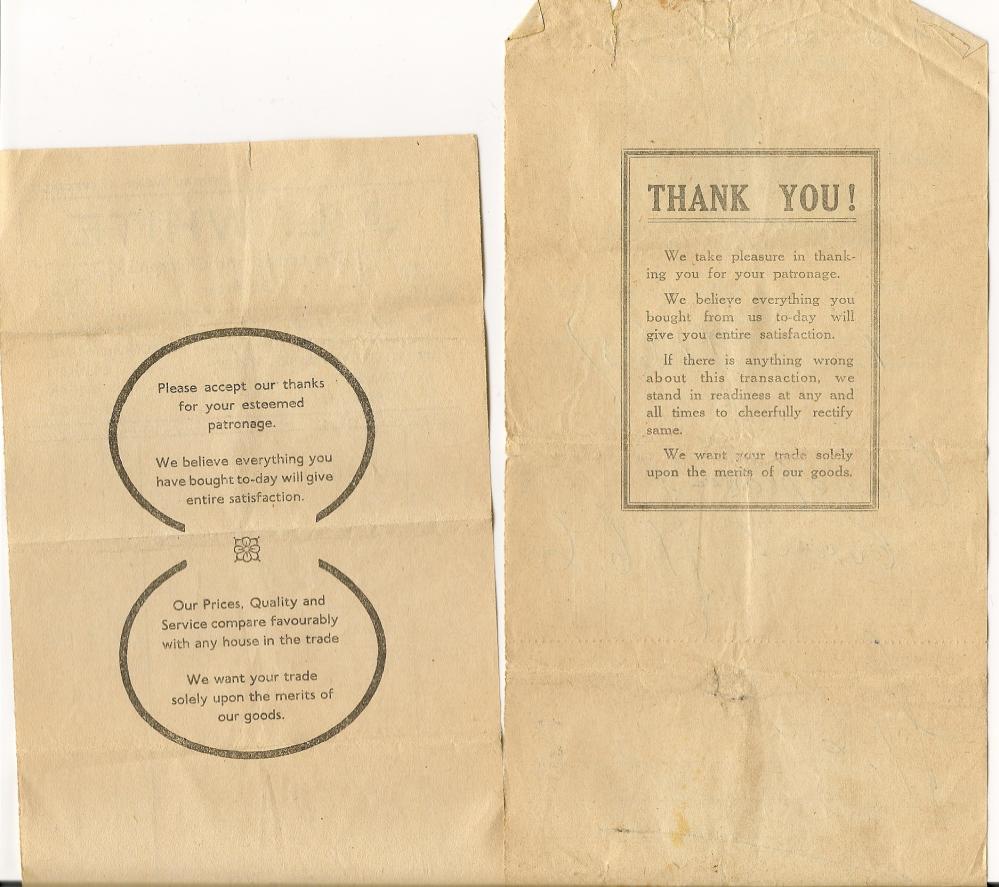 Please accept our thanks
for your esteemed
patronage.
We believe everything you
have bought to-day will give
entire satisfaction.
Our Prices, Quality and
Service compare favourably
with any house in the trade
We want your trade
solely upon the merits of
our goods.
THANK YOU!
We take pleasure in thank-
ing you for your patronage.
We believe everything you
bought from us to-day will
give you entire satisfaction.
If there is anything wrong
about this transaction, we
stand in readiness at any and
all times to cheerfully rectify
same.
We want your trade solely
upon the merits of our goods.